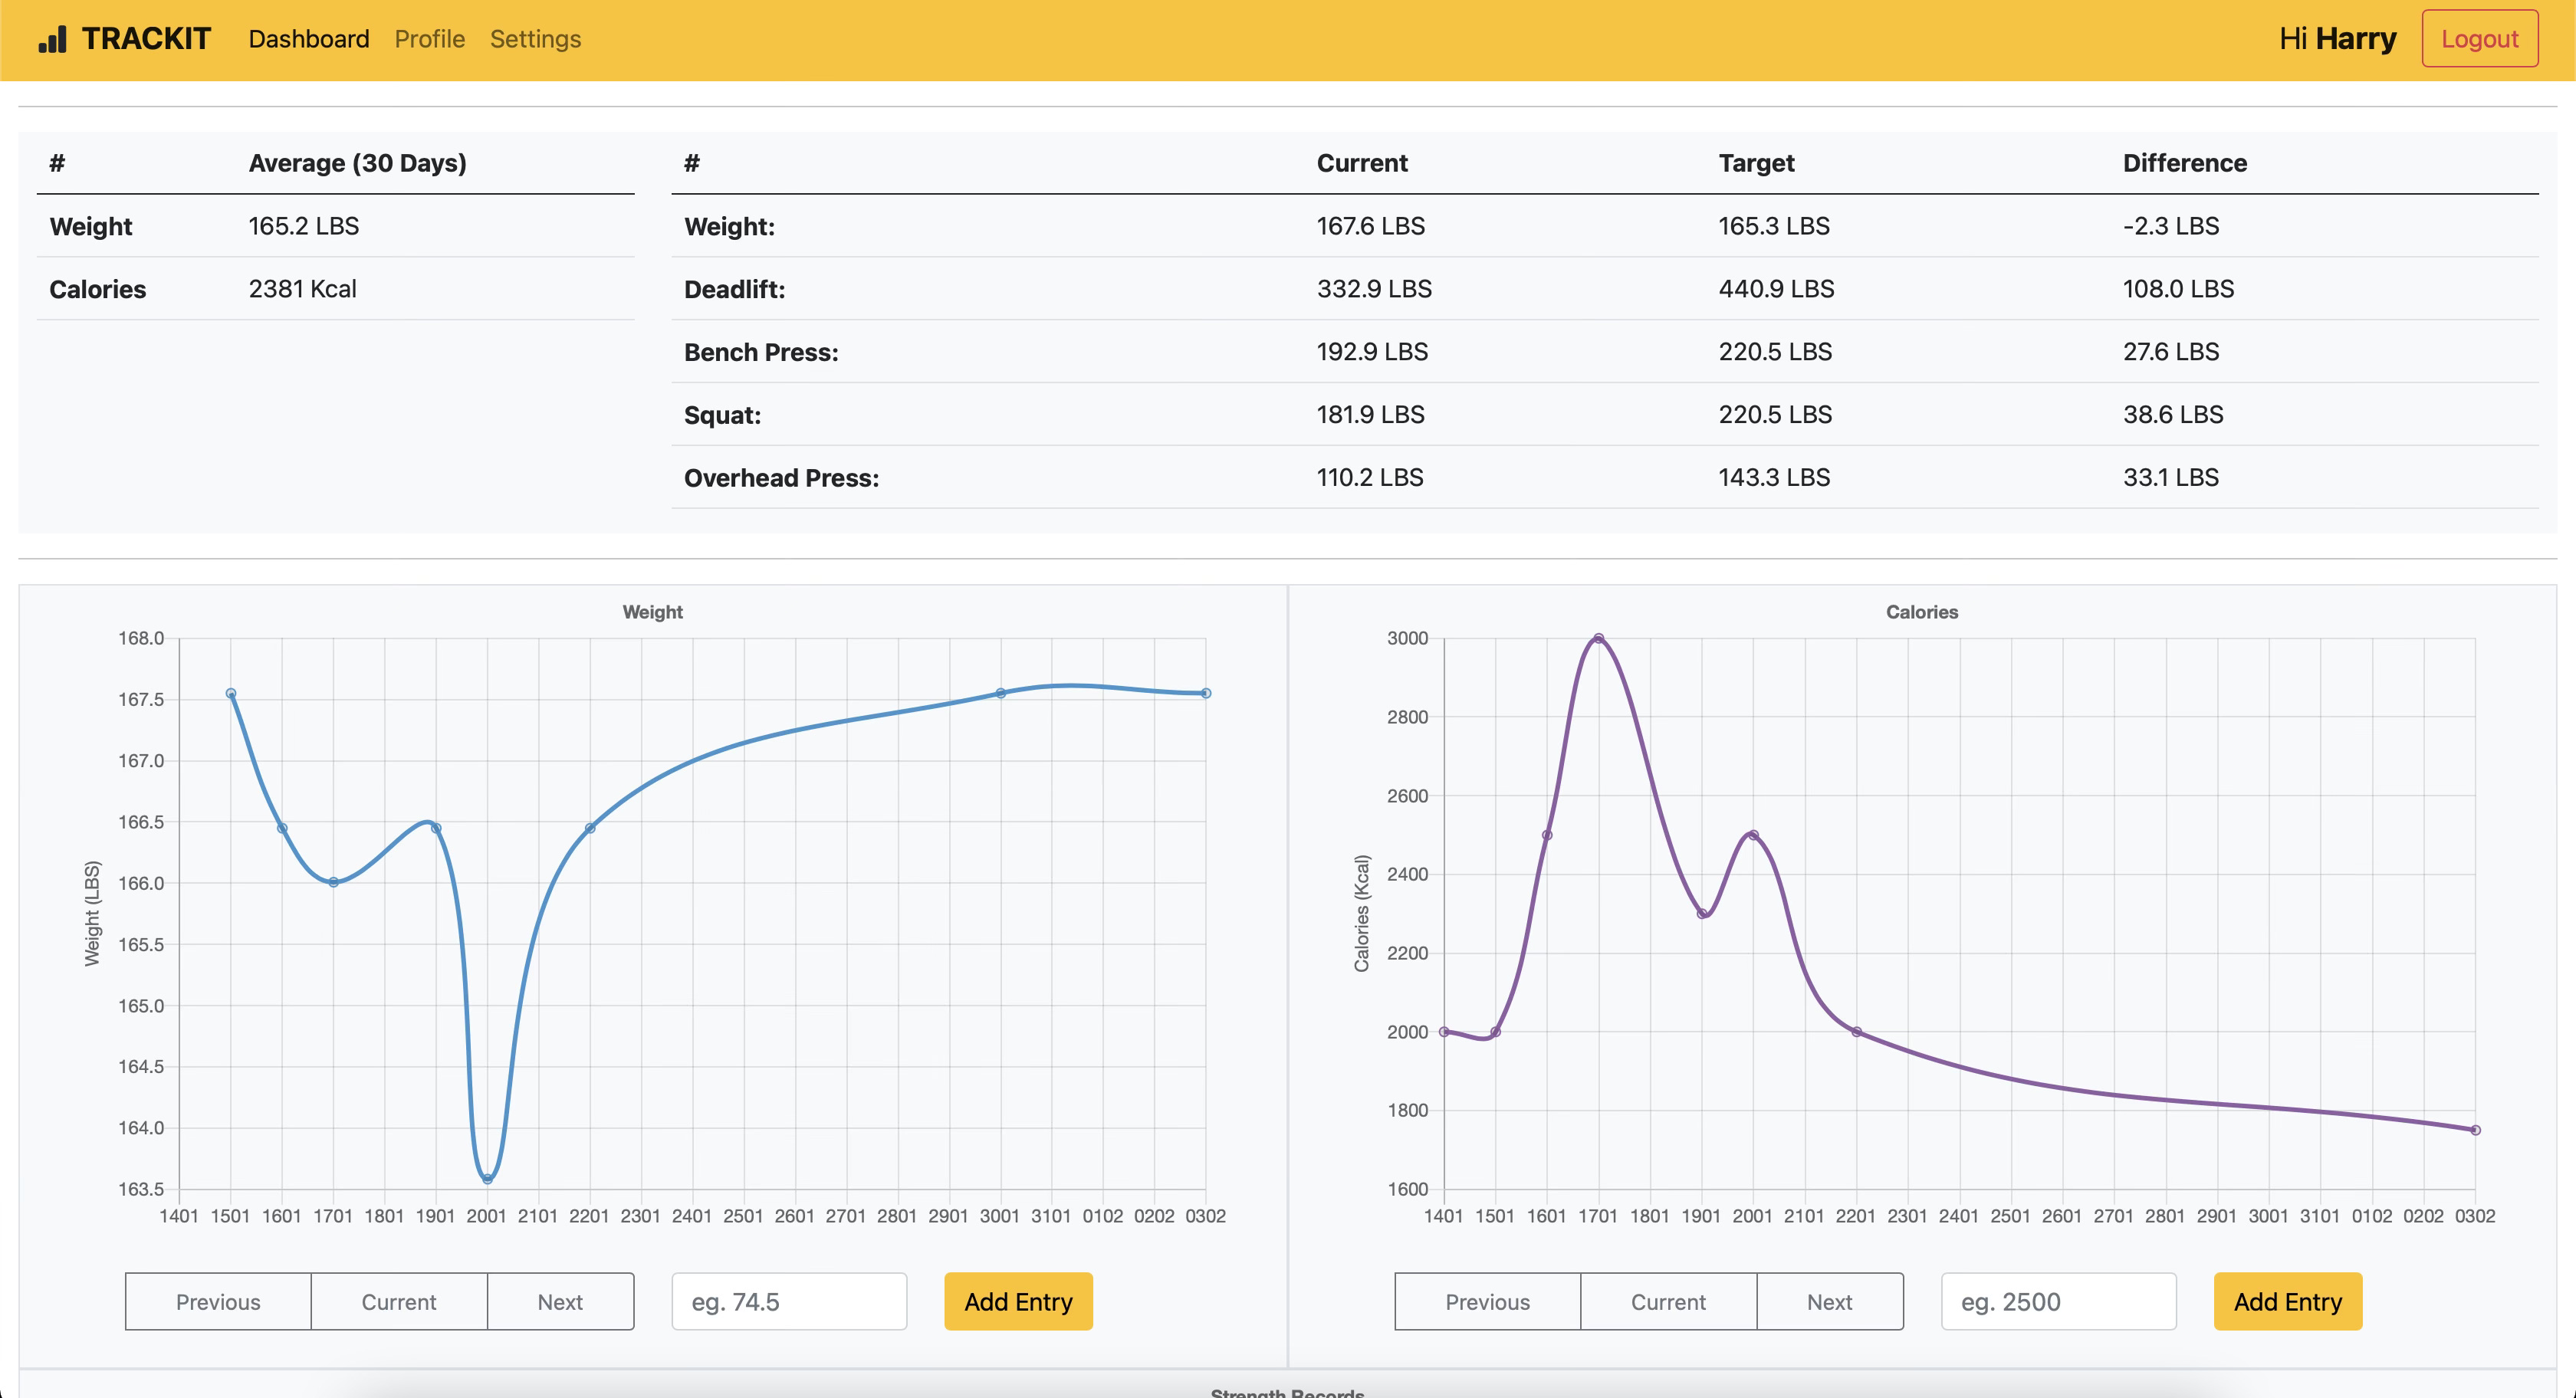 TRACKIT Dashboard Profile Settings Hi Harry Logout
# Average (30 Days)
Weight 165.2 LBS
Calories 2381 Kcal
# Current Target Difference
Weight: 167.6 LBS 165.3 LBS -2.3 LBS
Deadlift: 332.9 LBS 440.9 LBS 108.0 LBS
Bench Press: 192.9 LBS 220.5 LBS 27.6 LBS
Squat: 181.9 LBS 220.5 LBS 38.6 LBS
Overhead Press: 110.2 LBS 143.3 LBS 33.1 LBS
Weight
168.0
167.5
167.0
166.5
166.0
165.5
165.0
164.5
164.0
163.5
Weight (LBS)
1401 1501 1601 1701 1801 1901 2001 2101 2201 2301 2401 2501 2601 2701 2801 2901 3001 3101 0102 0202 0302
Previous Current Next eg. 74.5 Add Entry
Calories
3000
2800
2600
2400
2200
2000
1800
1600
Calories (Kcal)
1401 1501 1601 1701 1801 1901 2001 2101 2201 2301 2401 2501 2601 2701 2801 2901 3001 3101 0102 0202 0302
Previous Current Next eg. 2500 Add Entry
Strength Records